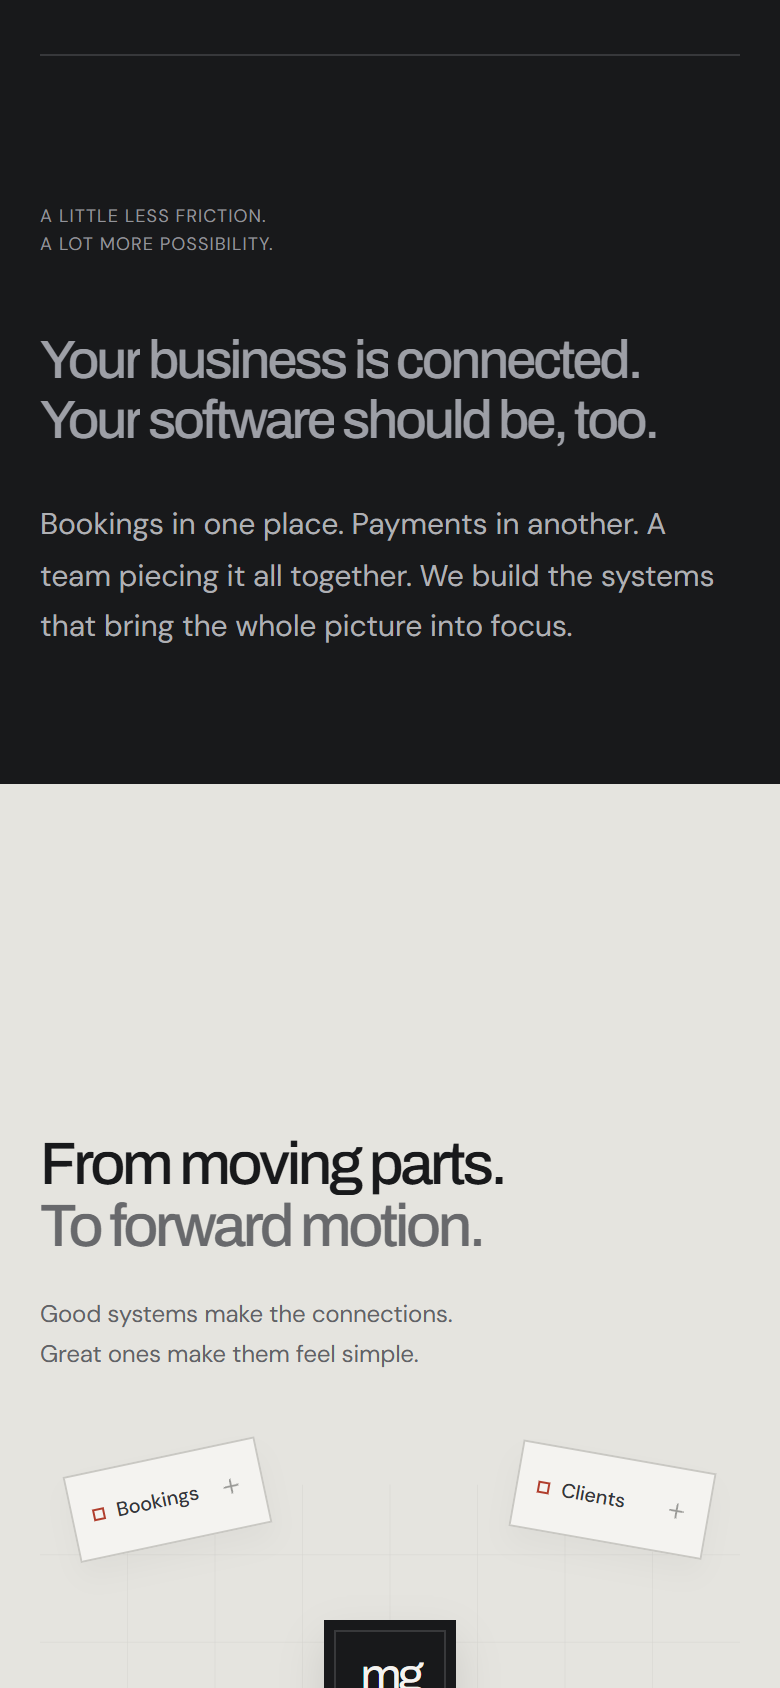 A LITTLE LESS FRICTION.
A LOT MORE POSSIBILITY.
Your business is connected.
Your software should be, too.
Bookings in one place. Payments in another. A
team piecing it all together. We build the systems
that bring the whole picture into focus.
From moving parts.
To forward motion.
Good systems make the connections.
Great ones make them feel simple.
Bookings +
Clients +
mg